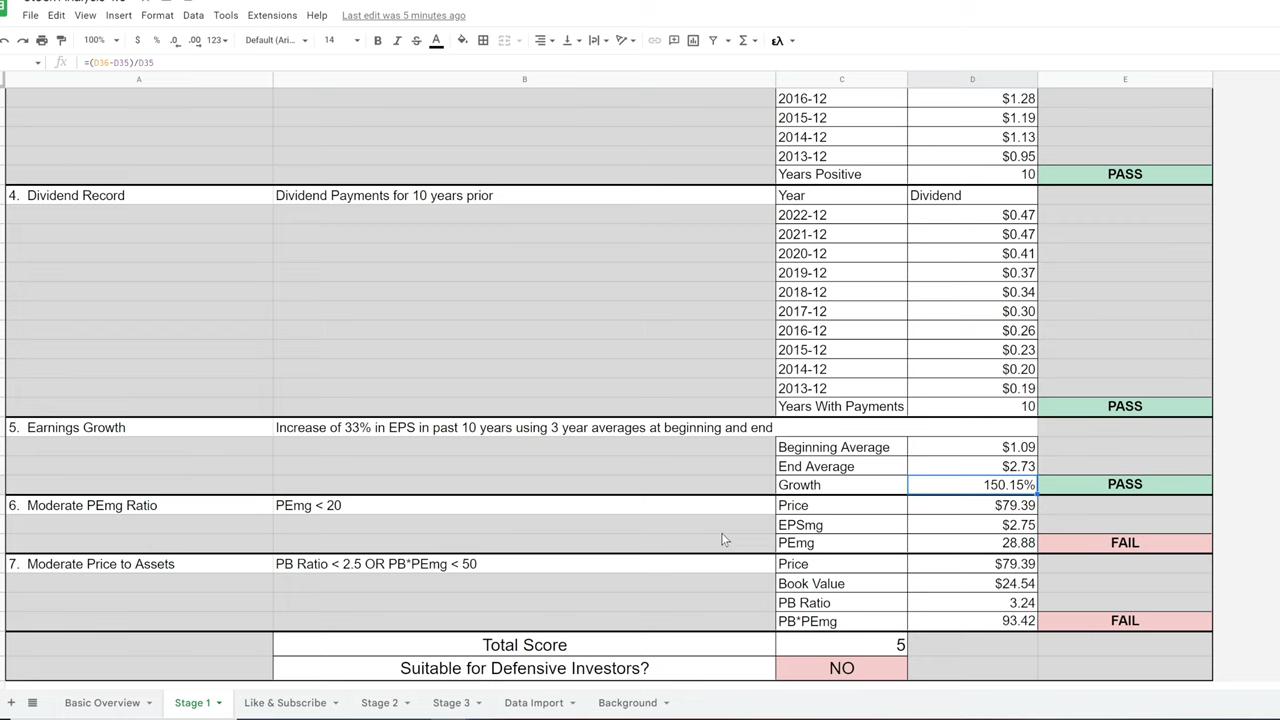 File Edit View Insert Format Data Tools Extensions Help Last edit was 5 minutes ago
100% $ % .0 .00 123 Default (Ari... 14 B I S A
fx =(D36-D35)/D35
A B C D E
2016-12 $1.28
2015-12 $1.19
2014-12 $1.13
2013-12 $0.95
Years Positive 10 PASS
4. Dividend Record Dividend Payments for 10 years prior Year Dividend
2022-12 $0.47
2021-12 $0.47
2020-12 $0.41
2019-12 $0.37
2018-12 $0.34
2017-12 $0.30
2016-12 $0.26
2015-12 $0.23
2014-12 $0.20
2013-12 $0.19
Years With Payments 10 PASS
5. Earnings Growth Increase of 33% in EPS in past 10 years using 3 year averages at beginning and end
Beginning Average $1.09
End Average $2.73
Growth 150.15% PASS
6. Moderate PEmg Ratio PEmg < 20 Price $79.39
EPSmg $2.75
PEmg 28.88 FAIL
7. Moderate Price to Assets PB Ratio < 2.5 OR PB*PEmg < 50 Price $79.39
Book Value $24.54
PB Ratio 3.24
PB*PEmg 93.42 FAIL
Total Score 5
Suitable for Defensive Investors? NO
Basic Overview Stage 1 Like & Subscribe Stage 2 Stage 3 Data Import Background